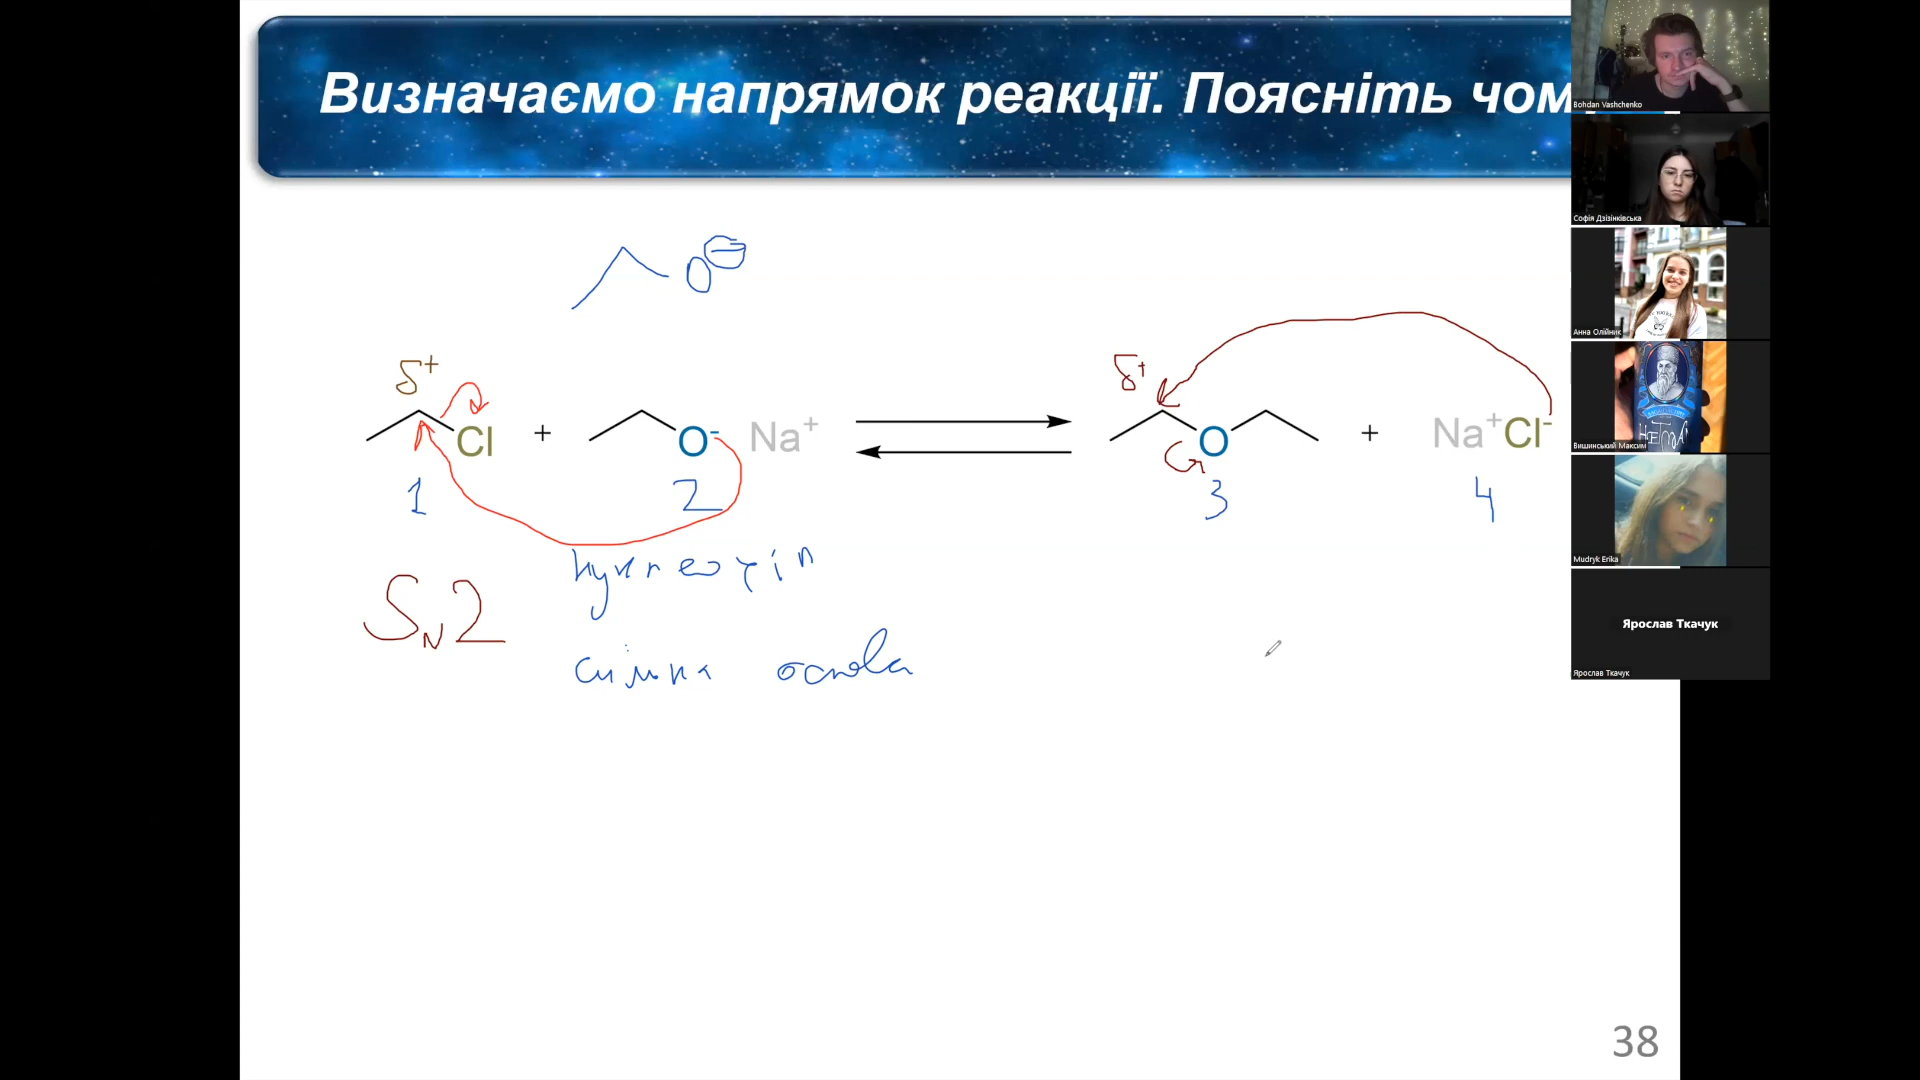 Визначаємо напрямок реакції. Поясніть чом
Bohdan Vashchenko
Софія Дзізінківська
Анна Олійник
НЕТЬМАН
Вишинський Максим
Mudryk Erika
Ярослав Ткачук
Ярослав Ткачук
O⊖
δ+ δ+
Cl + O- Na+ O + Na+Cl-
1 2 3 4
нуклеофіл
SN2
сильна основа
38